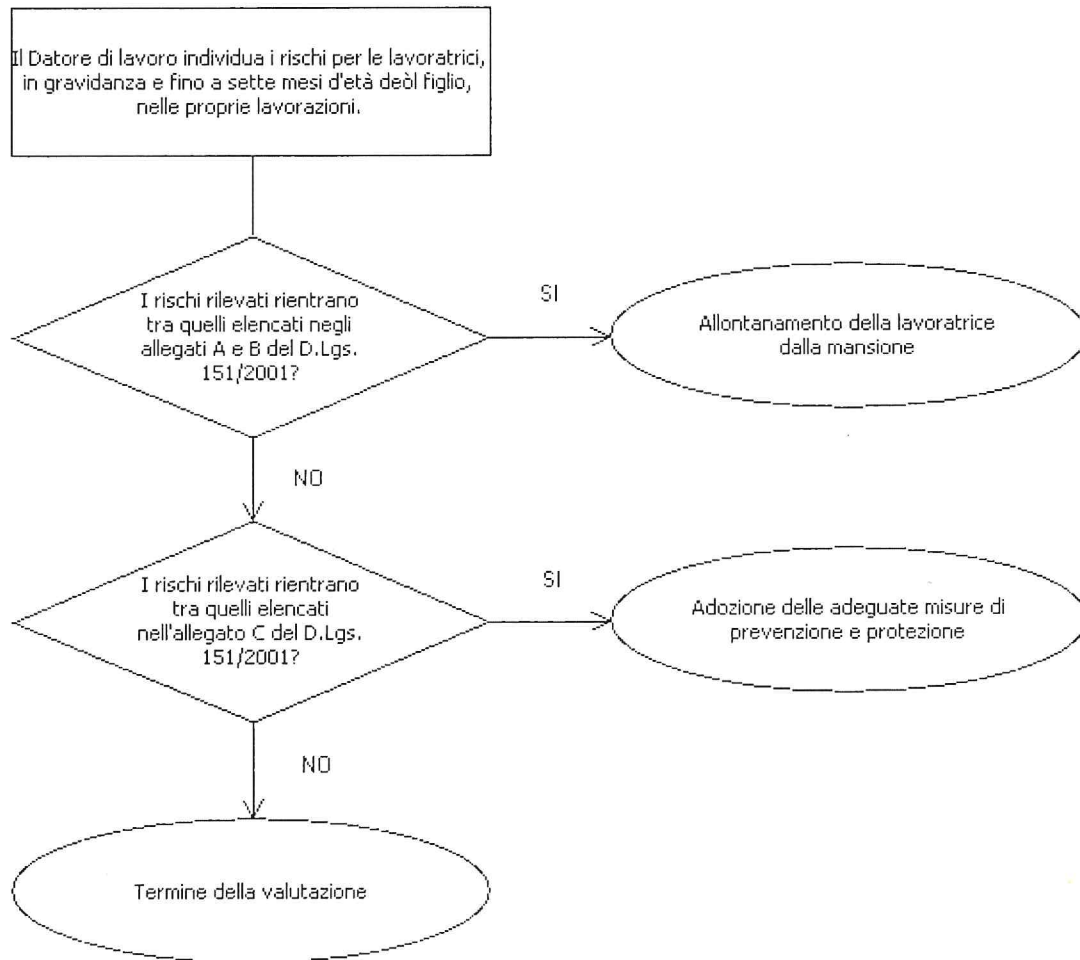 Il Datore di lavoro individua i rischi per le lavoratrici,
in gravidanza e fino a sette mesi d'età deòl figlio,
nelle proprie lavorazioni.
I rischi rilevati rientrano
tra quelli elencati negli
allegati A e B del D.Lgs.
151/2001?
SI
Allontanamento della lavoratrice
dalla mansione
NO
I rischi rilevati rientrano
tra quelli elencati
nell'allegato C del D.Lgs.
151/2001?
SI
Adozione delle adeguate misure di
prevenzione e protezione
NO
Termine della valutazione